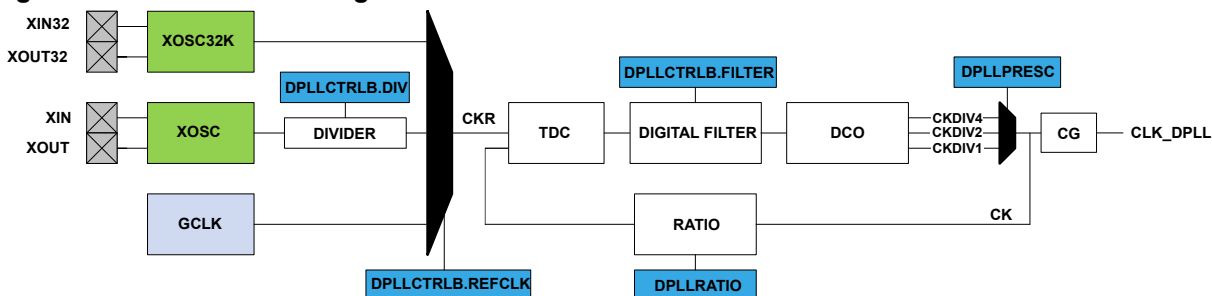 XIN32
XOUT32
XOSC32K
DPLLCTRLB.DIV
DPLLCTRLB.FILTER
DPLLPRESC
XIN
XOUT
XOSC
DIVIDER
CKR
TDC
DIGITAL FILTER
DCO
CKDIV4
CKDIV2
CKDIV1
CG
CLK_DPLL
GCLK
RATIO
CK
DPLLCTRLB.REFCLK
DPLLRATIO